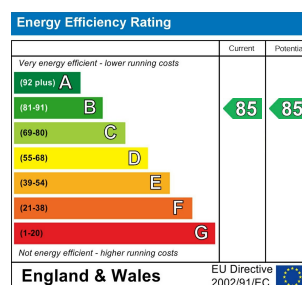 Energy Efficiency Rating
Current Potentia
Very energy efficient - lower running costs
(92 plus) A
(81-91) B 85 85
(69-80) C
(55-68) D
(39-54) E
(21-38) F
(1-20) G
Not energy efficient - higher running costs
England & Wales
EU Directive
2002/91/EC